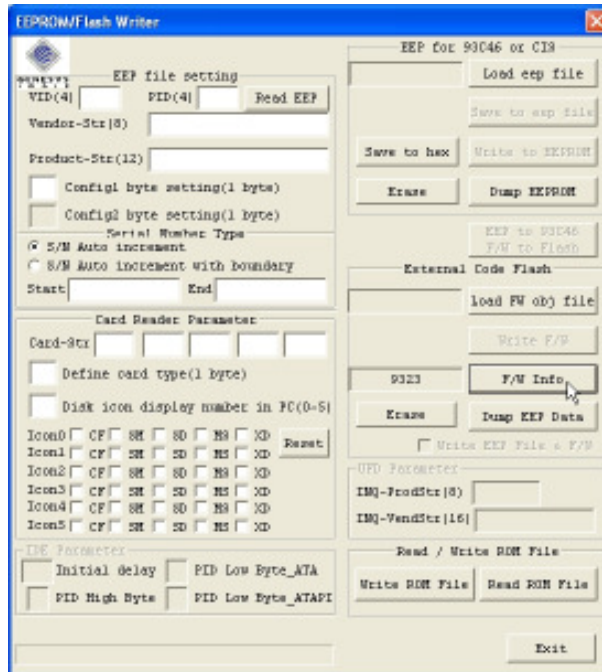 EEPROM/Flash Writer
EEP file setting
VID(4) PID(4) Read EEP
Vendor-Str(8)
Product-Str(12)
Config1 byte setting(1 byte)
Config2 byte setting(1 byte)
Serial Number Type
S/N Auto increment
S/N Auto increment with boundary
Start End
Card Reader Parameter
Card-Str
Define card type(1 byte)
Disk icon display number in PC(0-5)
Icon0 CF SM SD MS XD Reset
Icon1 CF SM SD MS XD
Icon2 CF SM SD MS XD
Icon3 CF SM SD MS XD
Icon4 CF SM SD MS XD
Icon5 CF SM SD MS XD
IDE Parameter
Initial delay PID Low Byte_ATA
PID High Byte PID Low Byte_ATAPI
EEP for 93C46 or CIS
Load eep file
Save to eep file
Save to hex Write to EEPROM
Erase Dump EEPROM
EEP to 93C46
F/W to Flash
External Code Flash
load FW obj file
Write F/W
9323 F/W Info
Erase Dump EEP Data
Write EEP File & F/W
UFD Parameter
INQ-ProdStr(8)
INQ-VendStr(16)
Read / Write ROM File
Write ROM File Read ROM File
Exit